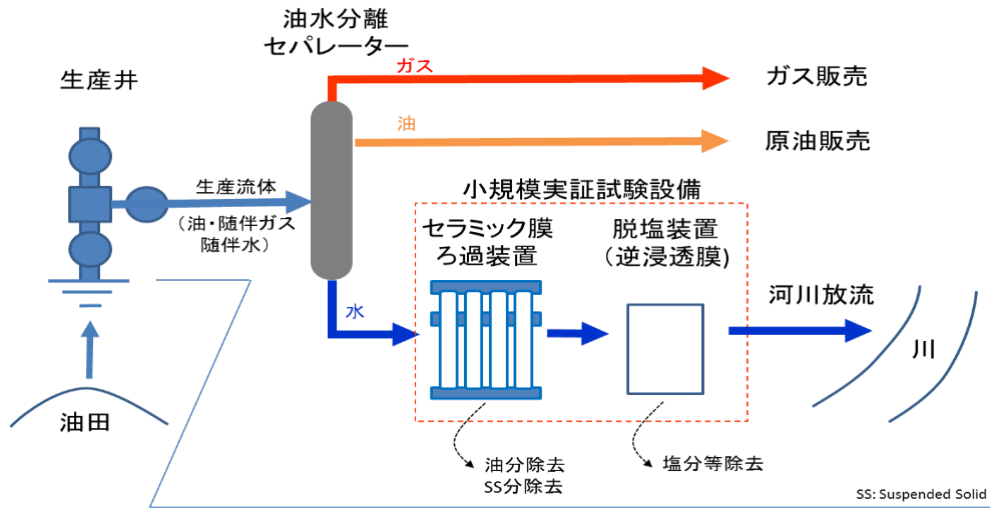 油水分離
セパレーター
ガス
ガス販売
生産井
油
原油販売
生産流体
(油・随伴ガス
随伴水)
小規模実証試験設備
セラミック膜
ろ過装置
脱塩装置
(逆浸透膜)
水
河川放流
川
油田
油分除去
SS分除去
塩分等除去
SS: Suspended Solid